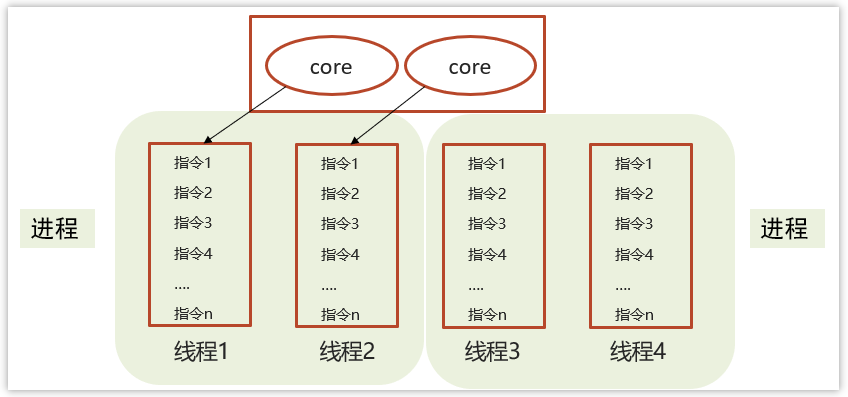 core
core
进程
指令1
指令2
指令3
指令4
....
指令n
线程1
指令1
指令2
指令3
指令4
....
指令n
线程2
指令1
指令2
指令3
指令4
....
指令n
线程3
指令1
指令2
指令3
指令4
....
指令n
线程4
进程